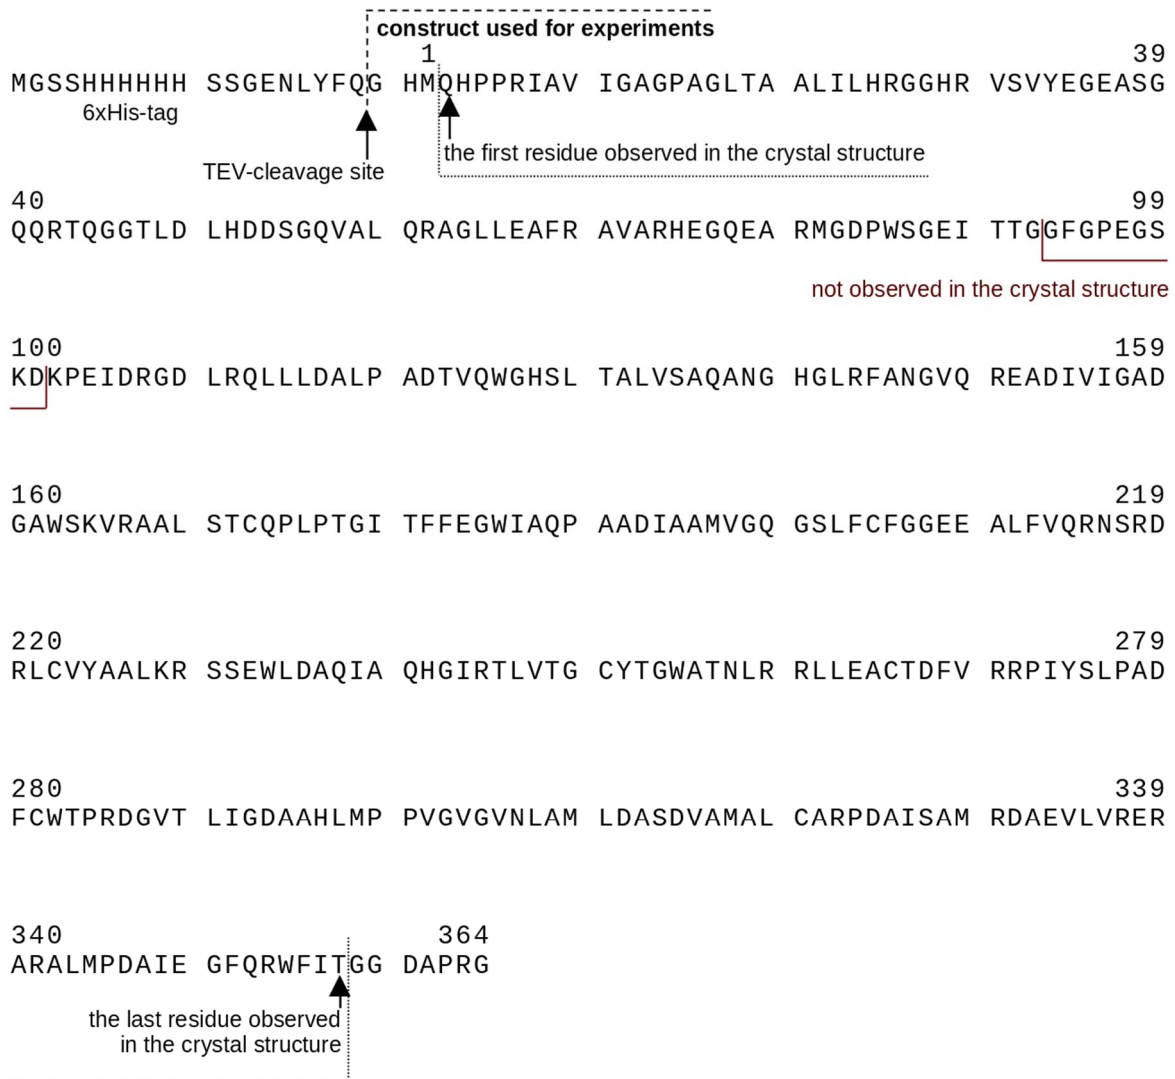 construct used for experiments
1 39
MGSSHHHHHH SSGENLYFQG HMQHPPRIAV IGAGPAGLTA ALILHRGGHR VSVYEGEASG
6xHis-tag
the first residue observed in the crystal structure
TEV-cleavage site
40 99
QQRTQGGTLD LHDDSGQVAL QRAGLLEAFR AVARHEGQEA RMGDPWSGEI TTGGFGPEGS
not observed in the crystal structure
100 159
KDKPEIDRGD LRQLLLDALP ADTVQWGHSL TALVSAQANG HGLRFANGVQ READIVIGAD
160 219
GAWSKVRAAL STCQPLPTGI TFFEGWIAQP AADIAAMVGQ GSLFCFGGEE ALFVQRNSRD
220 279
RLCVYAALKR SSEWLDAQIA QHGIRTLVTG CYTGWATNLR RLLEACTDFV RRPIYSLPAD
280 339
FCWTPRDGVT LIGDAAHLMP PVGVGVNLAM LDASDVAMAL CARPDAISAM RDAEVLVRER
340 364
ARALMPDAIE GFQRWFITGG DAPRG
the last residue observed
in the crystal structure